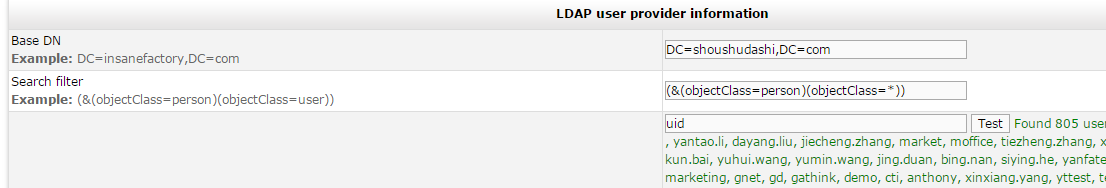 LDAP user provider information
Base DN
Example: DC=insanefactory,DC=com
DC=shoushudashi,DC=com
Search filter
Example: (&(objectClass=person)(objectClass=user))
(&(objectClass=person)(objectClass=*))
uid Test Found 805 user
, yantao.li, dayang.liu, jiecheng.zhang, market, moffice, tiezheng.zhang, x
kun.bai, yuhui.wang, yumin.wang, jing.duan, bing.nan, siying.he, yanfate
marketing, gnet, gd, gathink, demo, cti, anthony, xinxiang.yang, yttest, te